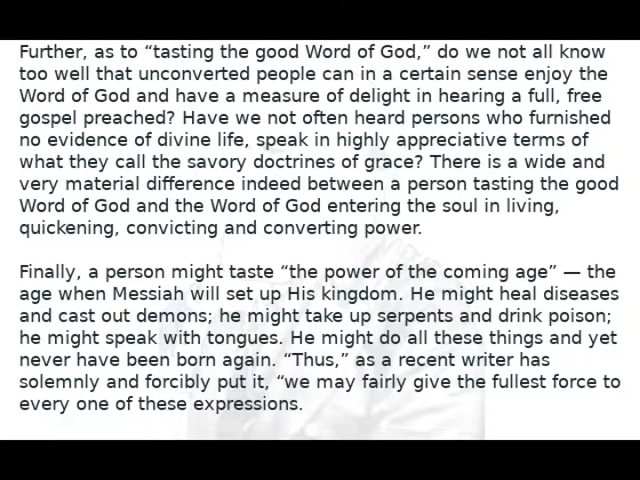 Further, as to “tasting the good Word of God,” do we not all know
too well that unconverted people can in a certain sense enjoy the
Word of God and have a measure of delight in hearing a full, free
gospel preached? Have we not often heard persons who furnished
no evidence of divine life, speak in highly appreciative terms of
what they call the savory doctrines of grace? There is a wide and
very material difference indeed between a person tasting the good
Word of God and the Word of God entering the soul in living,
quickening, convicting and converting power.
Finally, a person might taste “the power of the coming age” — the
age when Messiah will set up His kingdom. He might heal diseases
and cast out demons; he might take up serpents and drink poison;
he might speak with tongues. He might do all these things and yet
never have been born again. “Thus,” as a recent writer has
solemnly and forcibly put it, “we may fairly give the fullest force to
every one of these expressions.